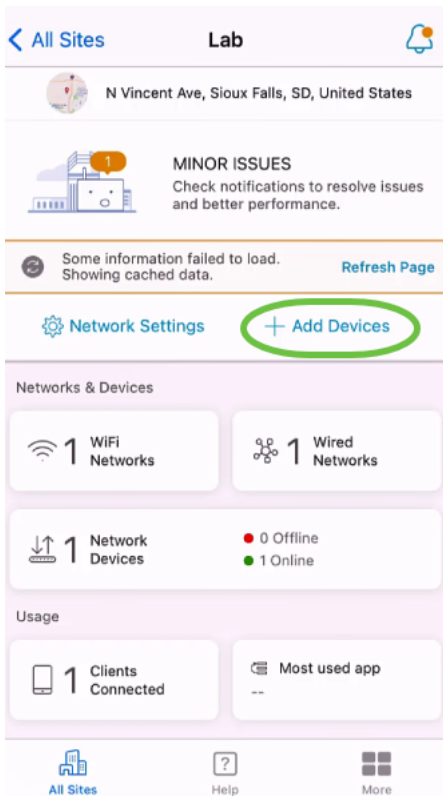 All Sites
Lab
N Vincent Ave, Sioux Falls, SD, United States
1
MINOR ISSUES
Check notifications to resolve issues
and better performance.
Some information failed to load.
Showing cached data.
Refresh Page
Network Settings
+ Add Devices
Networks & Devices
1 WiFi
Networks
1 Wired
Networks
1 Network
Devices
0 Offline
1 Online
Usage
1 Clients
Connected
Most used app
--
All Sites
? Help
More